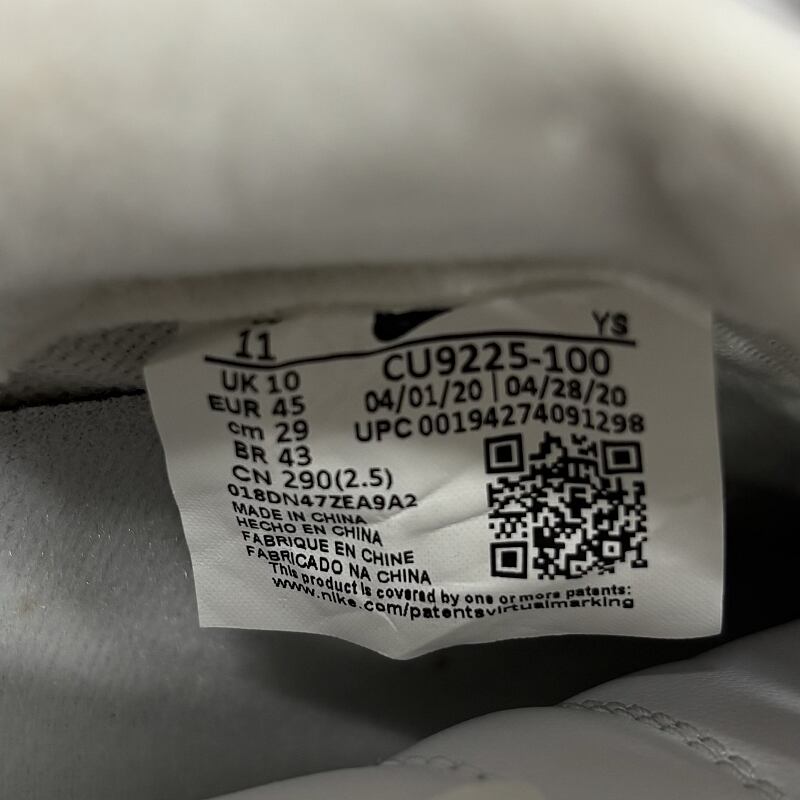 11
YS
UK 10
EUR 45
cm 29
BR 43
CN 290(2.5)
018DN47ZEA9A2
CU9225-100
04/01/20 | 04/28/20
UPC 00194274091298
MADE IN CHINA
HECHO EN CHINA
FABRIQUE EN CHINE
FABRICADO NA CHINA
This product is covered by one or more patents:
www.nike.com/patentsvirtualmarking